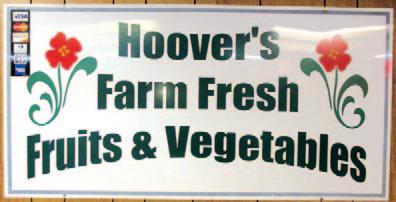 VISA
Hoover's
Farm Fresh
Fruits & Vegetables